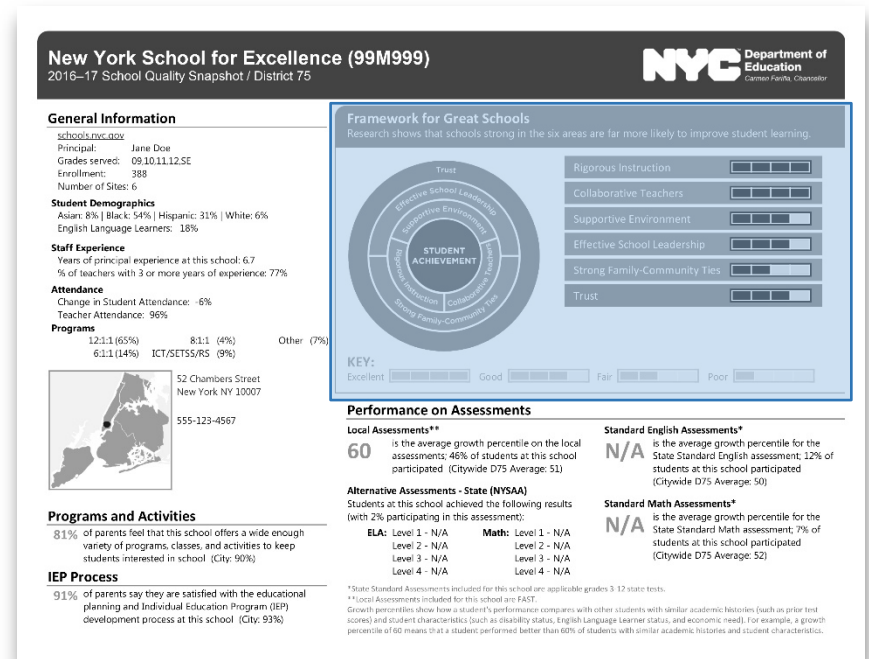 New York School for Excellence (99M999)
2016–17 School Quality Snapshot / District 75
NYC Department of
Education
Carmen Fariña, Chancellor
General Information
schools.nyc.gov
Principal: Jane Doe
Grades served: 09,10,11,12,SE
Enrollment: 388
Number of Sites: 6
Student Demographics
Asian: 8% | Black: 54% | Hispanic: 31% | White: 6%
English Language Learners: 18%
Staff Experience
Years of principal experience at this school: 6.7
% of teachers with 3 or more years of experience: 77%
Attendance
Change in Student Attendance: -6%
Teacher Attendance: 96%
Programs
12:1:1 (65%) 8:1:1 (4%) Other (7%)
6:1:1 (14%) ICT/SETSS/RS (9%)
52 Chambers Street
New York NY 10007
555-123-4567
Programs and Activities
81% of parents feel that this school offers a wide enough
variety of programs, classes, and activities to keep
students interested in school (City: 90%)
IEP Process
91% of parents say they are satisfied with the educational
planning and Individual Education Program (IEP)
development process at this school (City: 93%)
Framework for Great Schools
Research shows that schools strong in the six areas are far more likely to improve student learning.
Trust
Effective School Leadership
Supportive Environment
STUDENT
ACHIEVEMENT
Rigorous Instruction
Collaborative Teachers
Strong Family-Community Ties
Rigorous Instruction
Collaborative Teachers
Supportive Environment
Effective School Leadership
Strong Family-Community Ties
Trust
KEY:
Excellent Good Fair Poor
Performance on Assessments
Local Assessments**
60 is the average growth percentile on the local
assessments; 46% of students at this school
participated (Citywide D75 Average: 51)
Alternative Assessments - State (NYSAA)
Students at this school achieved the following results
(with 2% participating in this assessment):
ELA: Level 1 - N/A Math: Level 1 - N/A
Level 2 - N/A Level 2 - N/A
Level 3 - N/A Level 3 - N/A
Level 4 - N/A Level 4 - N/A
Standard English Assessments*
N/A is the average growth percentile for the
State Standard English assessment; 12% of
students at this school participated
(Citywide D75 Average: 50)
Standard Math Assessments*
N/A is the average growth percentile for the
State Standard Math assessment; 7% of
students at this school participated
(Citywide D75 Average: 52)
*State Standard Assessments included for this school are applicable grades 3-12 state tests.
**Local Assessments included for this school are FAST.
Growth percentiles show how a student's performance compares with other students with similar academic histories (such as prior test
scores) and student characteristics (such as disability status, English Language Learner status, and economic need). For example, a growth
percentile of 60 means that a student performed better than 60% of students with similar academic histories and student characteristics.